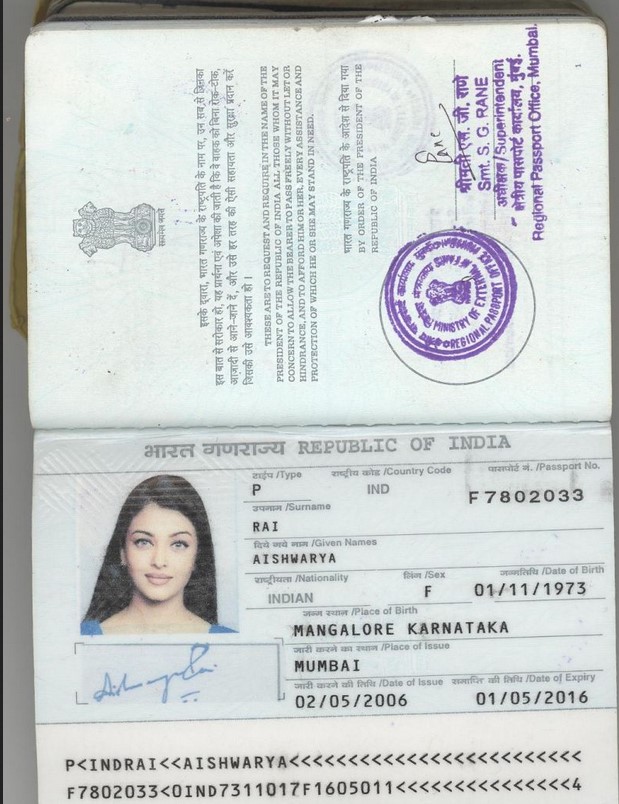 सत्यमेव जयते
इसके द्वारा, भारत गणराज्य के राष्ट्रपति के नाम पर, उन सब से जिनका
इस बात से सरोकार हो, यह प्रार्थना एवं अपेक्षा की जाती है कि वे वाहक को बिना रोक-टोक,
आज़ादी से आने-जाने दें, और उसे हर तरह की ऐसी सहायता और सुरक्षा प्रदान करें
जिसकी उसे आवश्यकता हो।
THESE ARE TO REQUEST AND REQUIRE IN THE NAME OF THE
PRESIDENT OF THE REPUBLIC OF INDIA ALL THOSE WHOM IT MAY
CONCERN TO ALLOW THE BEARER TO PASS FREELY WITHOUT LET OR
HINDRANCE, AND TO AFFORD HIM OR HER, EVERY ASSISTANCE AND
PROTECTION OF WHICH HE OR SHE MAY STAND IN NEED.
भारत गणराज्य के राष्ट्रपति के आदेश से दिया गया
BY ORDER OF THE PRESIDENT OF THE
REPUBLIC OF INDIA
Rane
श्रीमती एस. जी. राणे
Smt. S. G. RANE
अधीक्षक/Superintendent
क्षेत्रीय पासपोर्ट कार्यालय, मुंबई.
Regional Passport Office, Mumbai.
MINISTRY OF EXTERNAL
REGIONAL PASSPORT
1
भारत गणराज्य REPUBLIC OF INDIA
टाईप /Type राष्ट्रीय कोड /Country Code पासपोर्ट नं. /Passport No.
P IND F7802033
उपनाम /Surname
RAI
दिये गये नाम /Given Names
AISHWARYA
राष्ट्रीयता /Nationality लिंग /Sex जन्मतिथि /Date of Birth
INDIAN F 01/11/1973
जन्म स्थान /Place of Birth
MANGALORE KARNATAKA
जारी करने का स्थान /Place of Issue
MUMBAI
जारी करने की तिथि /Date of Issue समाप्ति की तिथि /Date of Expiry
02/05/2006 01/05/2016
Aishwarya Rai
P<INDRAI<<AISHWARYA<<<<<<<<<<<<<<<<<<<<<<<<<
F7802033<0IND7311017F1605011<<<<<<<<<<<<<<<4